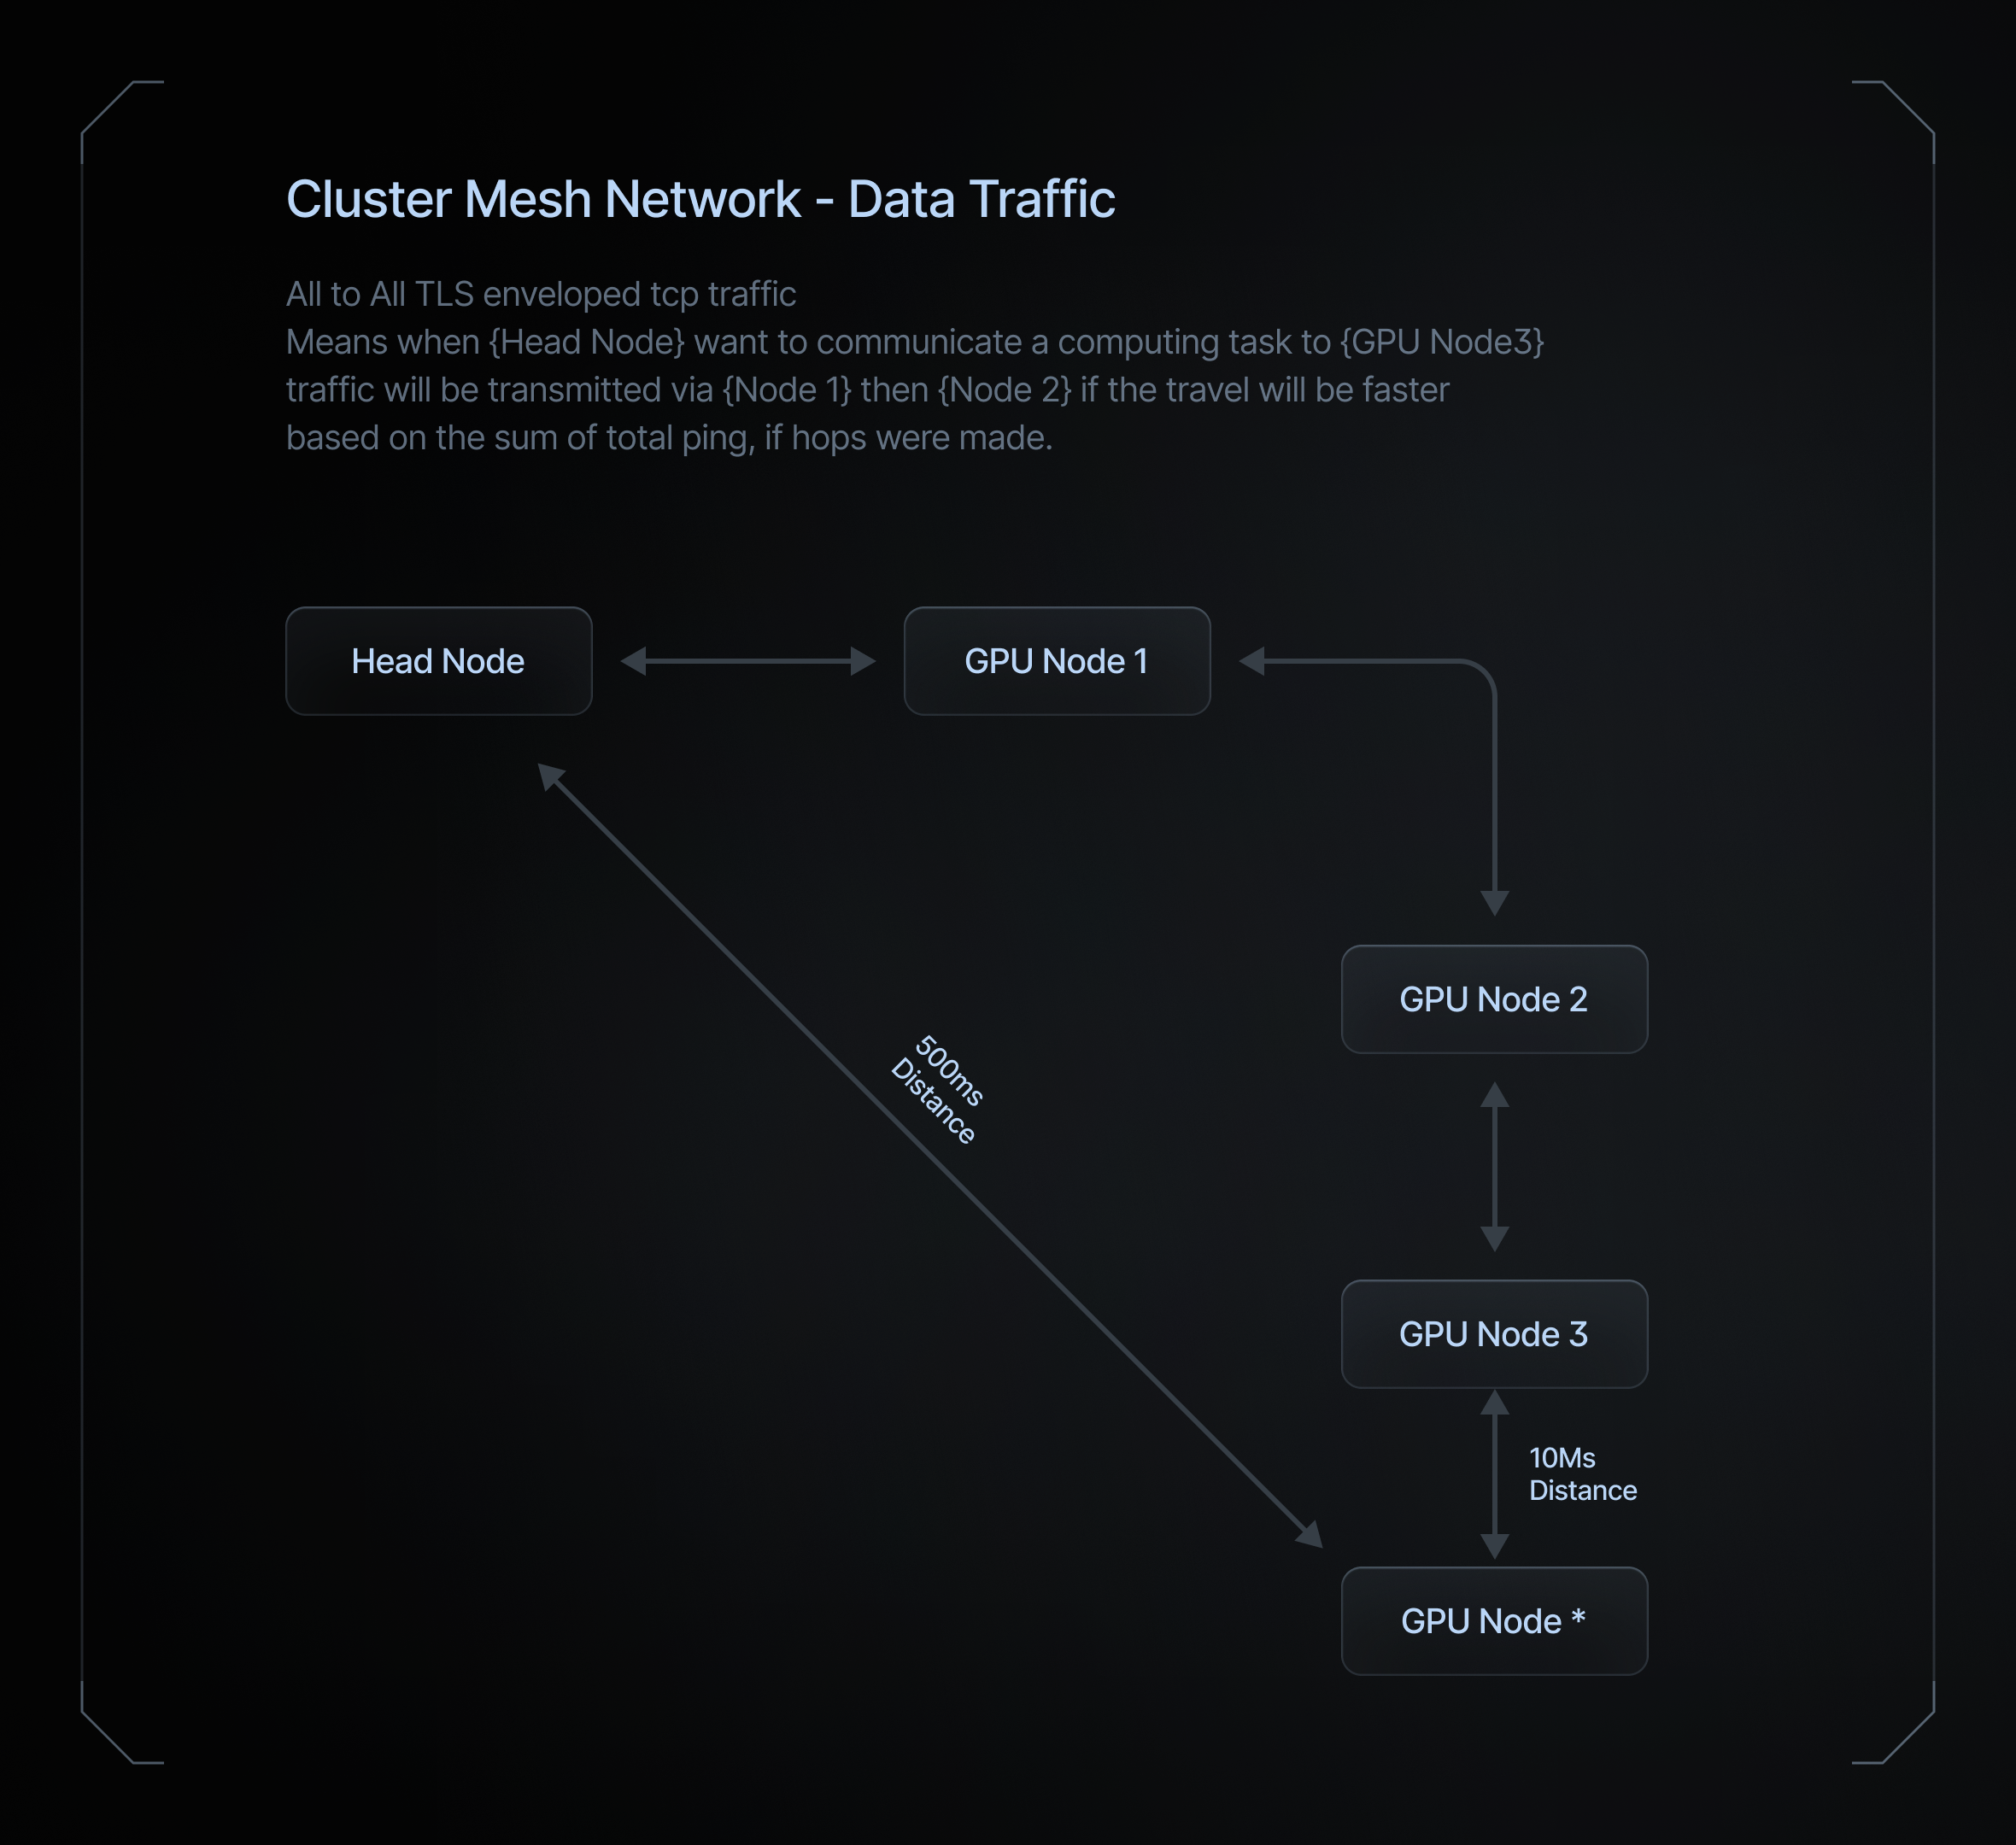 Cluster Mesh Network - Data Traffic
All to All TLS enveloped tcp traffic
Means when {Head Node} want to communicate a computing task to {GPU Node3}
traffic will be transmitted via {Node 1} then {Node 2} if the travel will be faster
based on the sum of total ping, if hops were made.
Head Node
GPU Node 1
GPU Node 2
500ms
Distance
GPU Node 3
10Ms
Distance
GPU Node *